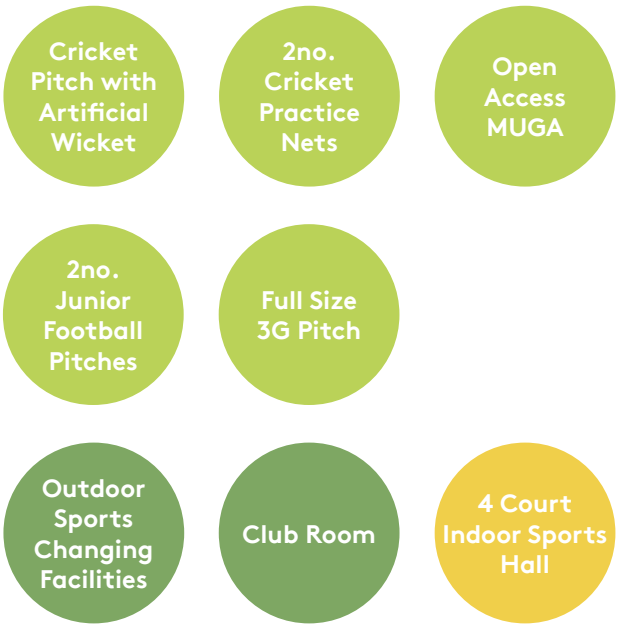 Cricket
Pitch with
Artificial
Wicket
2no.
Cricket
Practice
Nets
Open
Access
MUGA
2no.
Junior
Football
Pitches
Full Size
3G Pitch
Outdoor
Sports
Changing
Facilities
Club Room
4 Court
Indoor Sports
Hall